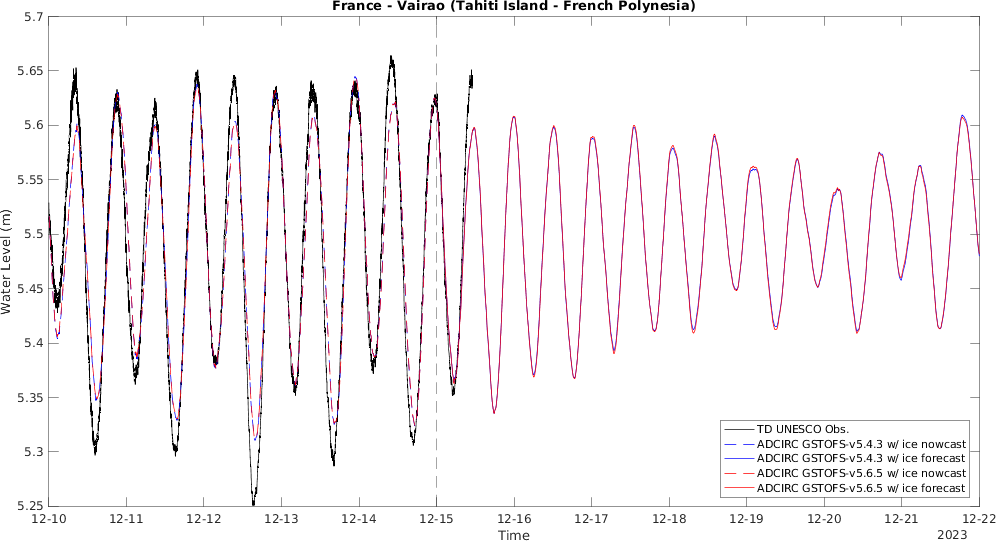 France - Vairao (Tahiti Island - French Polynesia)
5.7
5.65
5.6
5.55
5.5
5.45
5.4
5.35
5.3
5.25
Water Level (m)
TD UNESCO Obs.
ADCIRC GSTOFS-v5.4.3 w/ ice nowcast
ADCIRC GSTOFS-v5.4.3 w/ ice forecast
ADCIRC GSTOFS-v5.6.5 w/ ice nowcast
ADCIRC GSTOFS-v5.6.5 w/ ice forecast
12-10 12-11 12-12 12-13 12-14 12-15 12-16 12-17 12-18 12-19 12-20 12-21 12-22
Time
2023